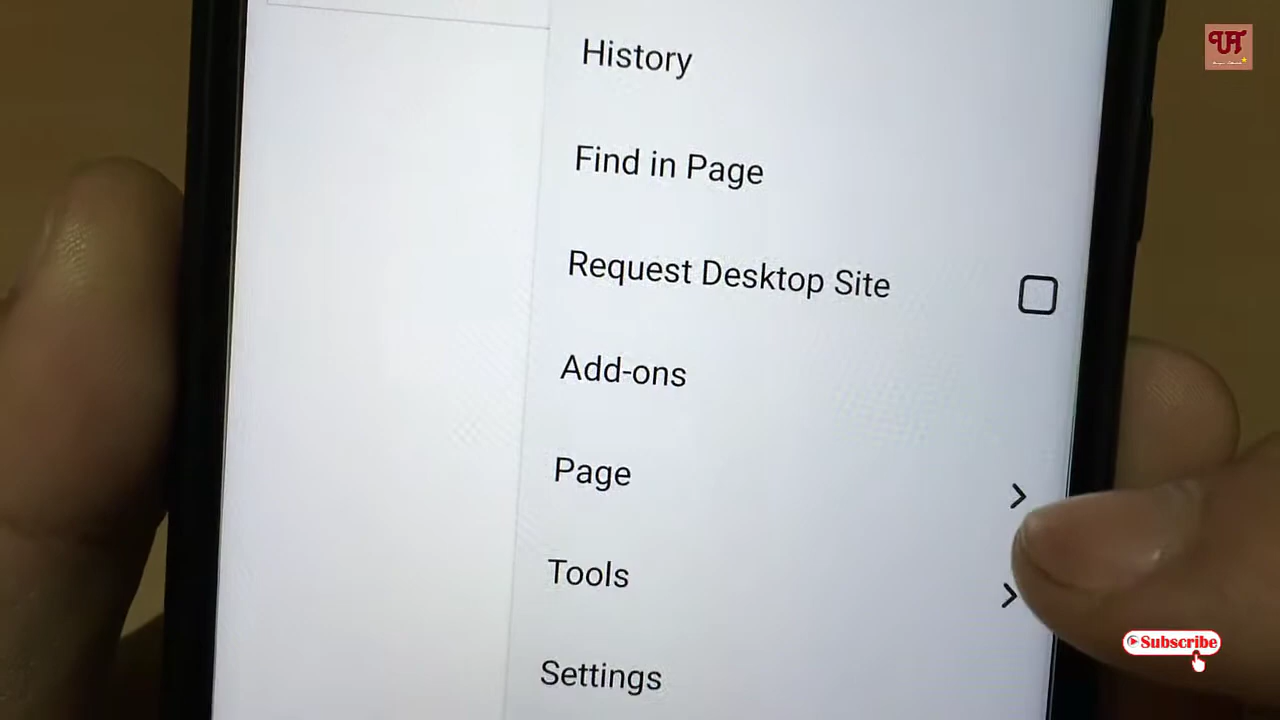 History
Find in Page
Request Desktop Site
Add-ons
Page
Tools
Settings
Subscribe